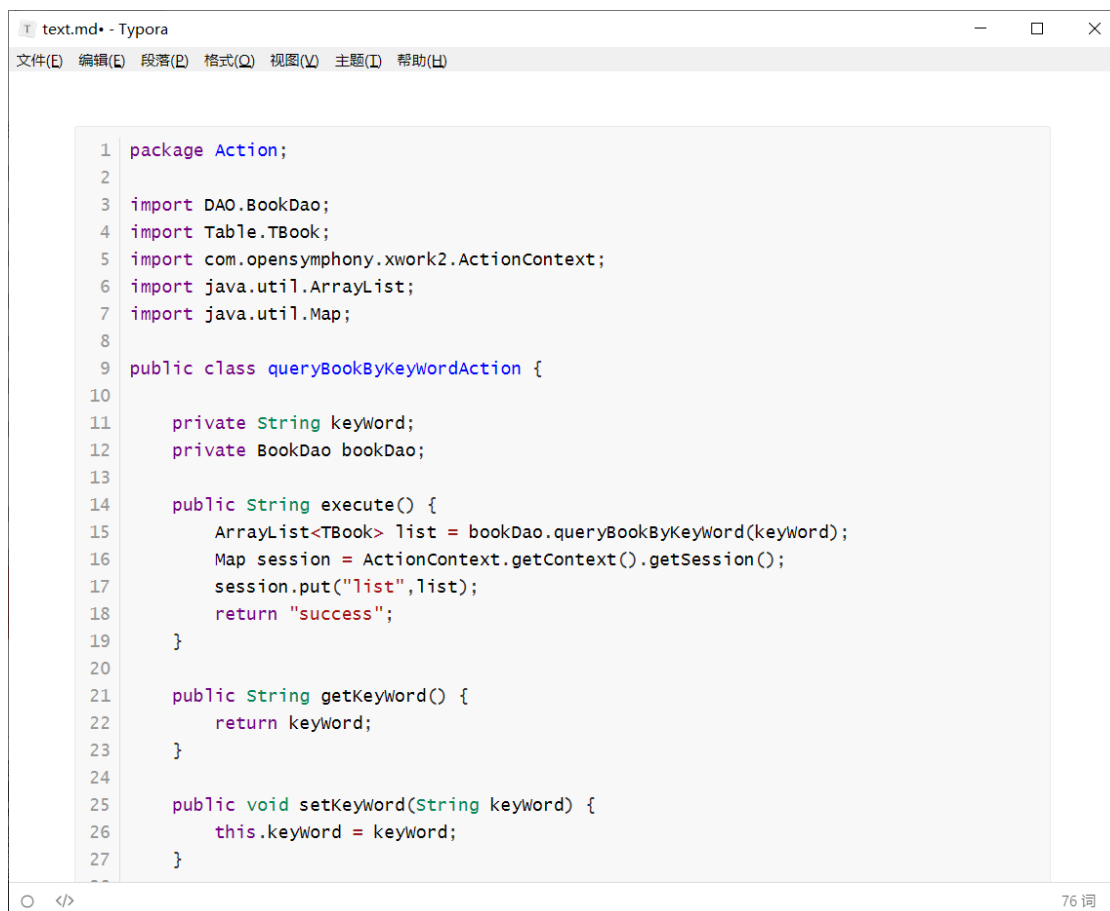 text.md• - Typora
文件(F) 编辑(E) 段落(P) 格式(O) 视图(V) 主题(T) 帮助(H)
1 package Action;
2
3 import DAO.BookDao;
4 import Table.TBook;
5 import com.opensymphony.xwork2.ActionContext;
6 import java.util.ArrayList;
7 import java.util.Map;
8
9 public class queryBookByKeyWordAction {
10
11     private String keyWord;
12     private BookDao bookDao;
13
14     public String execute() {
15         ArrayList<TBook> list = bookDao.queryBookByKeyWord(keyWord);
16         Map session = ActionContext.getContext().getSession();
17         session.put("list",list);
18         return "success";
19     }
20
21     public String getKeyWord() {
22         return keyWord;
23     }
24
25     public void setKeyWord(String keyWord) {
26         this.keyWord = keyWord;
27     }
</> 76 词